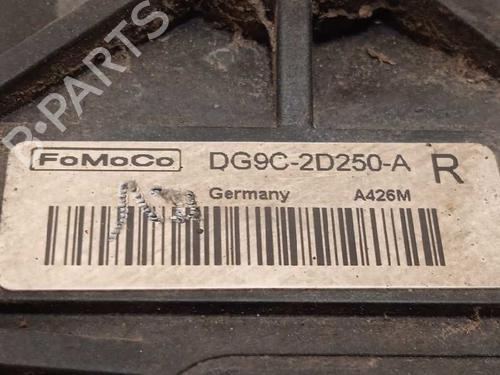 B-PARTS
FoMoCo DG9C-2D250-A R
Germany A426M